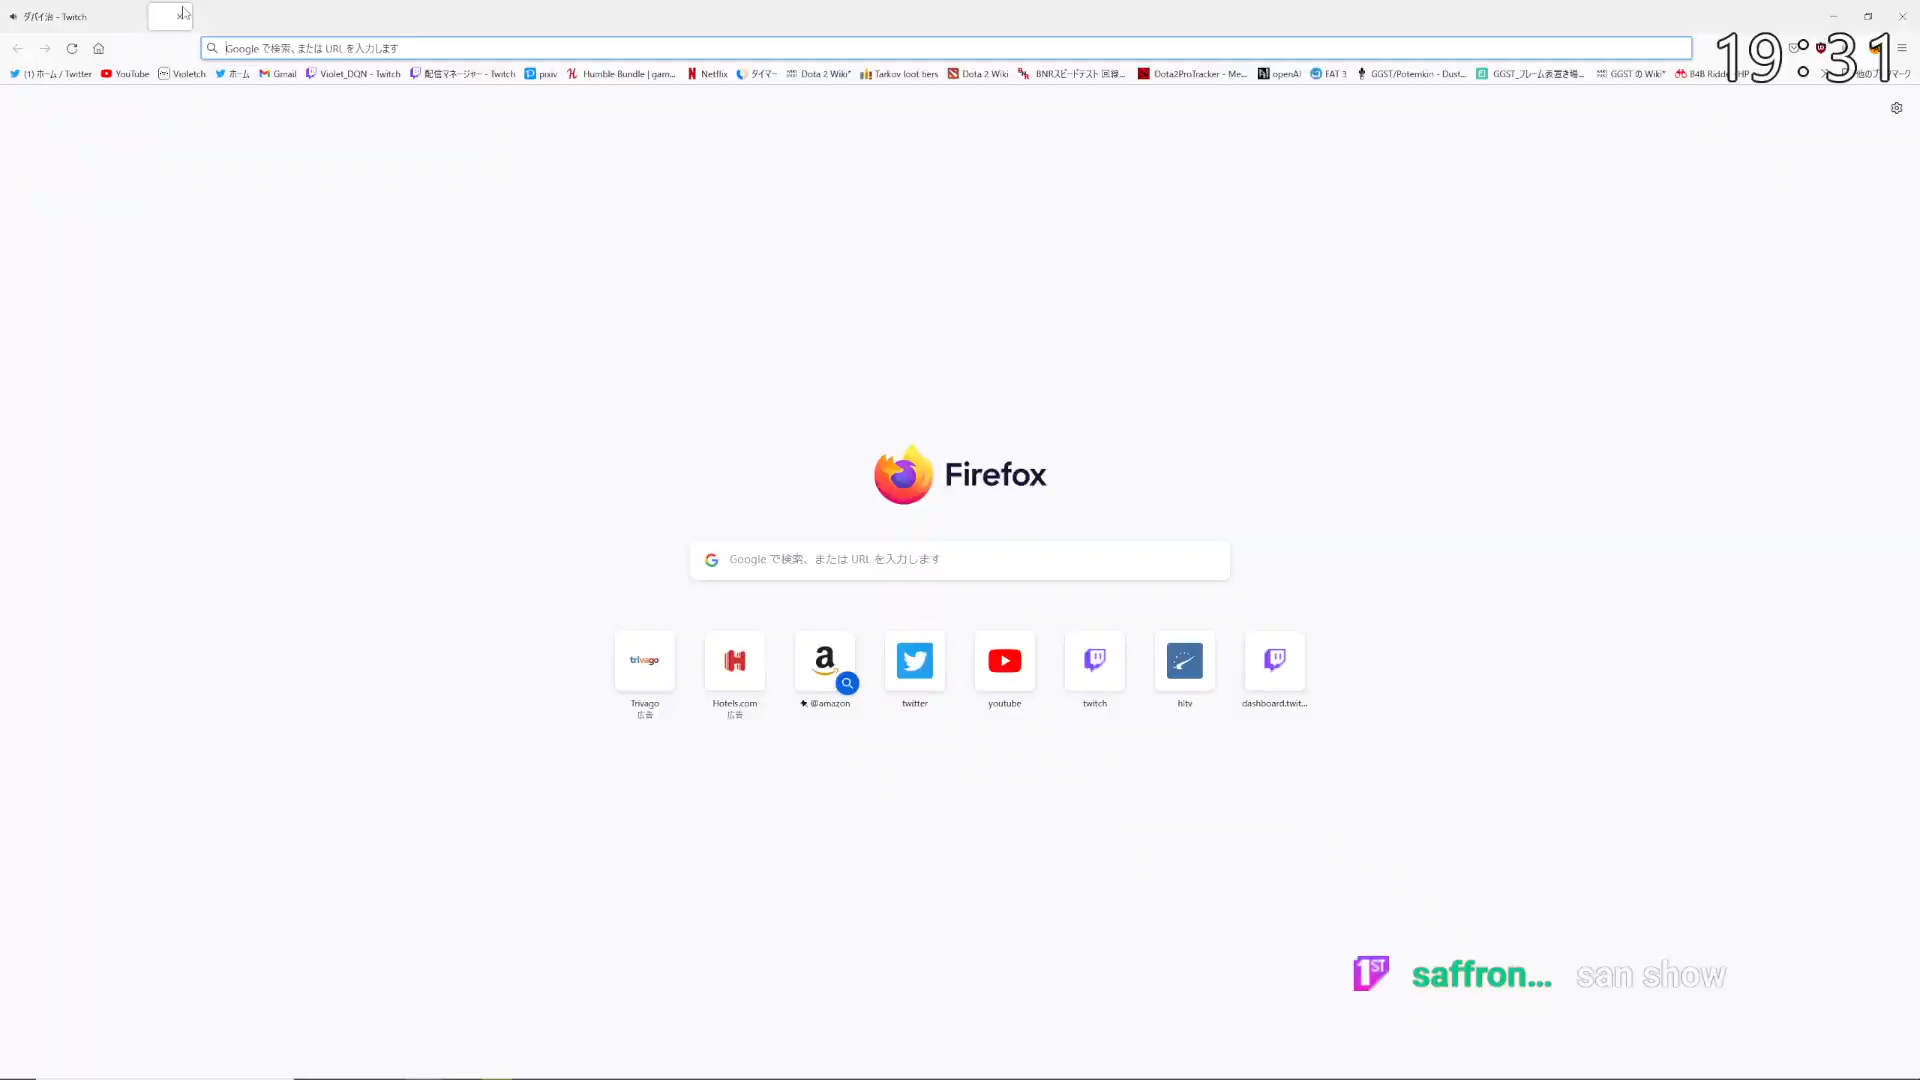 ダバイ治 - Twitch
Google で検索、または URL を入力します
19:31
(1) ホーム / Twitter
YouTube
Violetch
ホーム
Gmail
Violet_DQN - Twitch
配信マネージャー - Twitch
pixiv
Humble Bundle | gam...
Netflix
タイマー
Dota 2 Wiki*
Tarkov loot tiers
Dota 2 Wiki
BNRスピードテスト 回線...
Dota2ProTracker - Me...
openAI
FAT 3
GGST/Potemkin - Dust...
GGST_フレーム表置き場...
GGST の Wiki*
Firefox
Google で検索、または URL を入力します
trivago
Trivago
広告
Hotels.com
広告
@amazon
twitter
youtube
twitch
hltv
dashboard.twit...
1ST saffron... san show